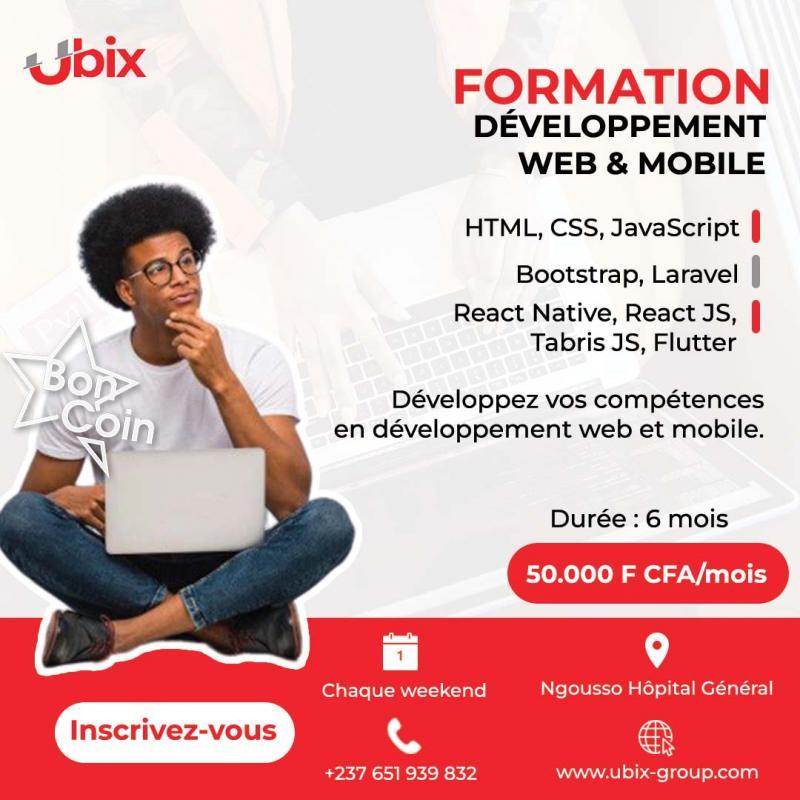 Ubix
FORMATION
DÉVELOPPEMENT
WEB & MOBILE
HTML, CSS, JavaScript
Bootstrap, Laravel
React Native, React JS,
Tabris JS, Flutter
Bon
Coin
Développez vos compétences
en développement web et mobile.
Durée : 6 mois
50.000 F CFA/mois
Inscrivez-vous
1
Chaque weekend
Ngousso Hôpital Général
+237 651 939 832
www.ubix-group.com